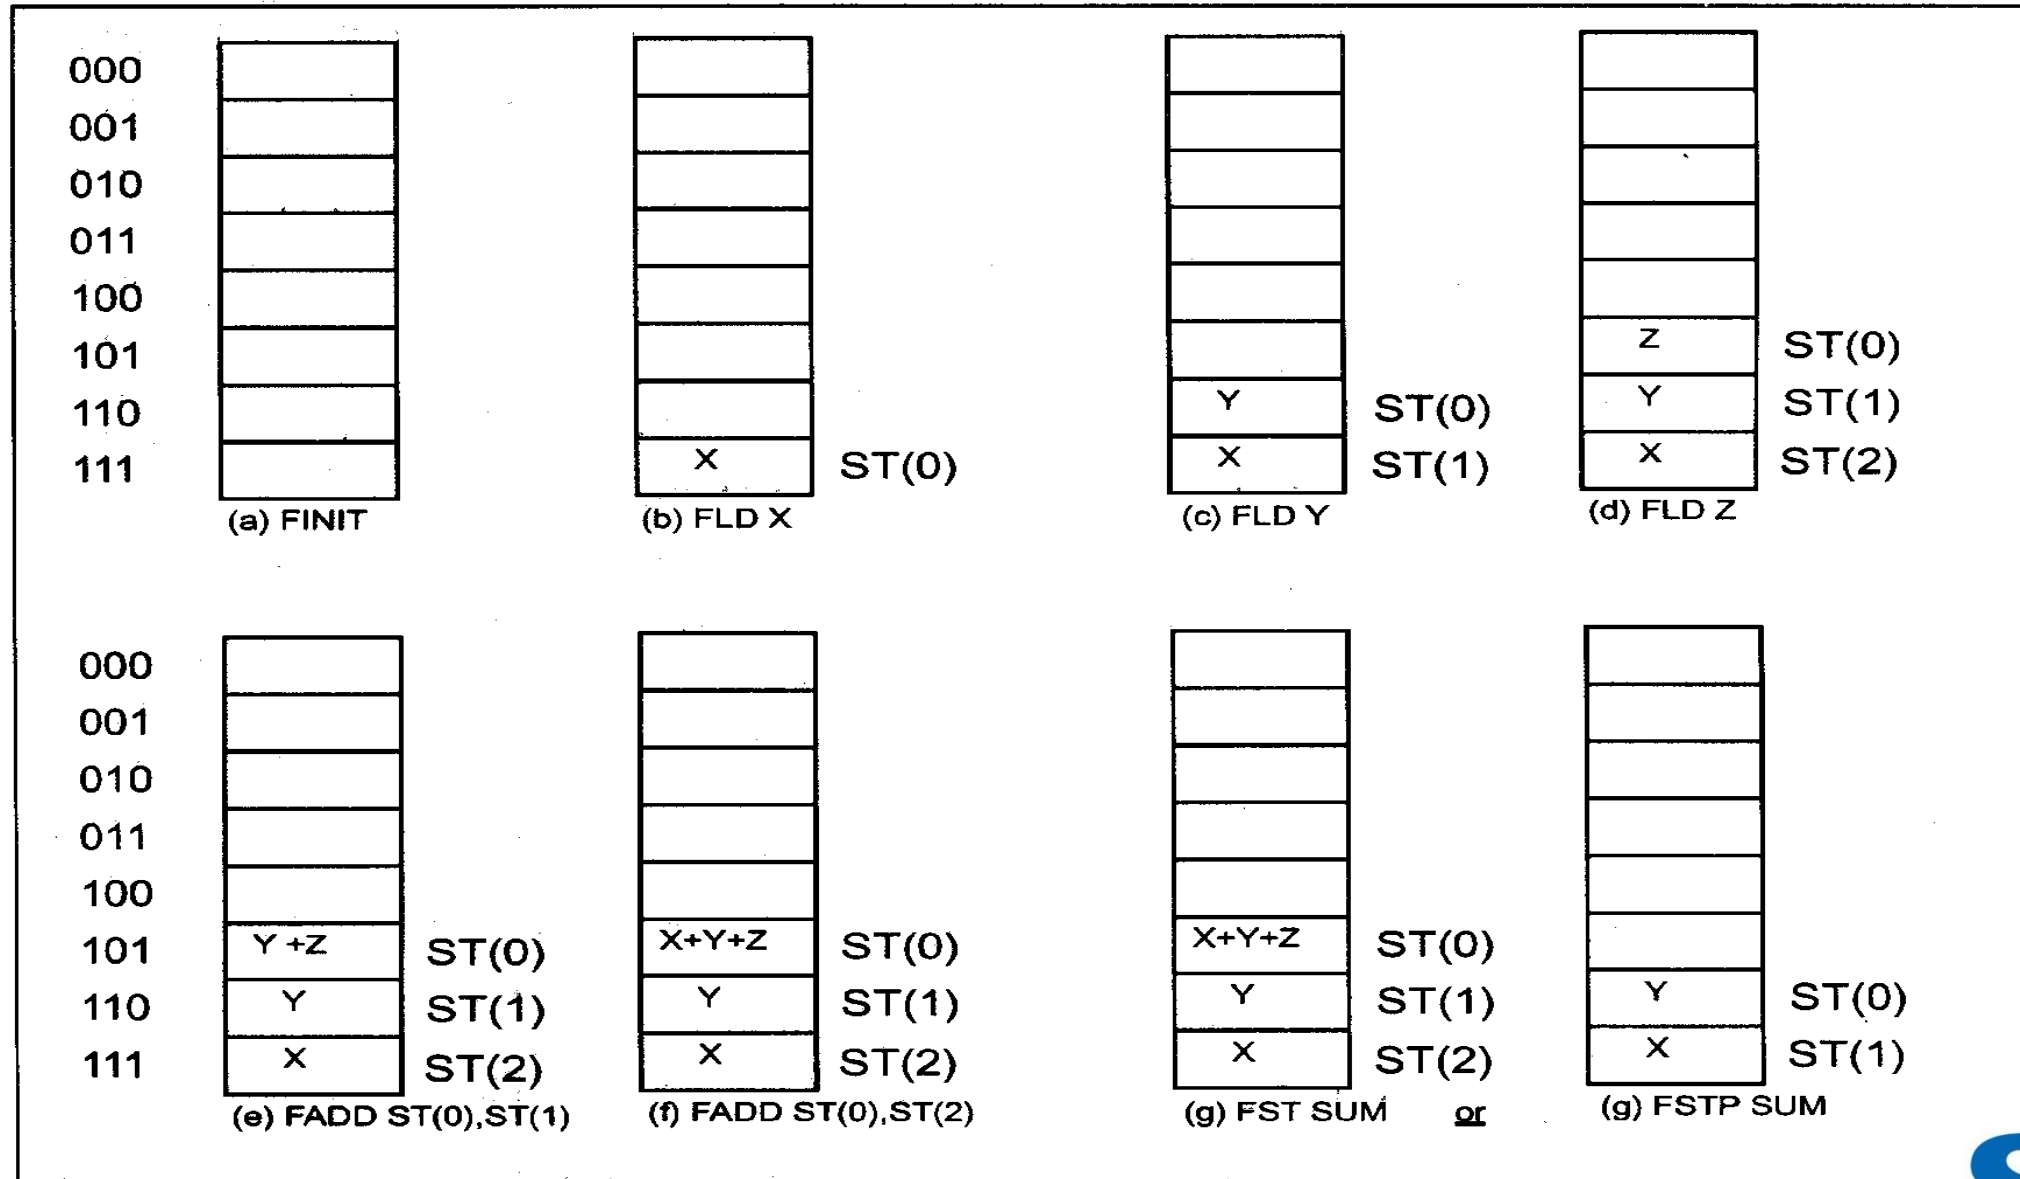 000
001
010
011
100
101 Z ST(0)
110 Y ST(0) Y ST(1)
111 X ST(0) X ST(1) X ST(2)
(a) FINIT (b) FLD X (c) FLD Y (d) FLD Z
000
001
010
011
100
101 Y +Z ST(0) X+Y+Z ST(0) X+Y+Z ST(0)
110 Y ST(1) Y ST(1) Y ST(1) Y ST(0)
111 X ST(2) X ST(2) X ST(2) X ST(1)
(e) FADD ST(0),ST(1) (f) FADD ST(0),ST(2) (g) FST SUM or (g) FSTP SUM